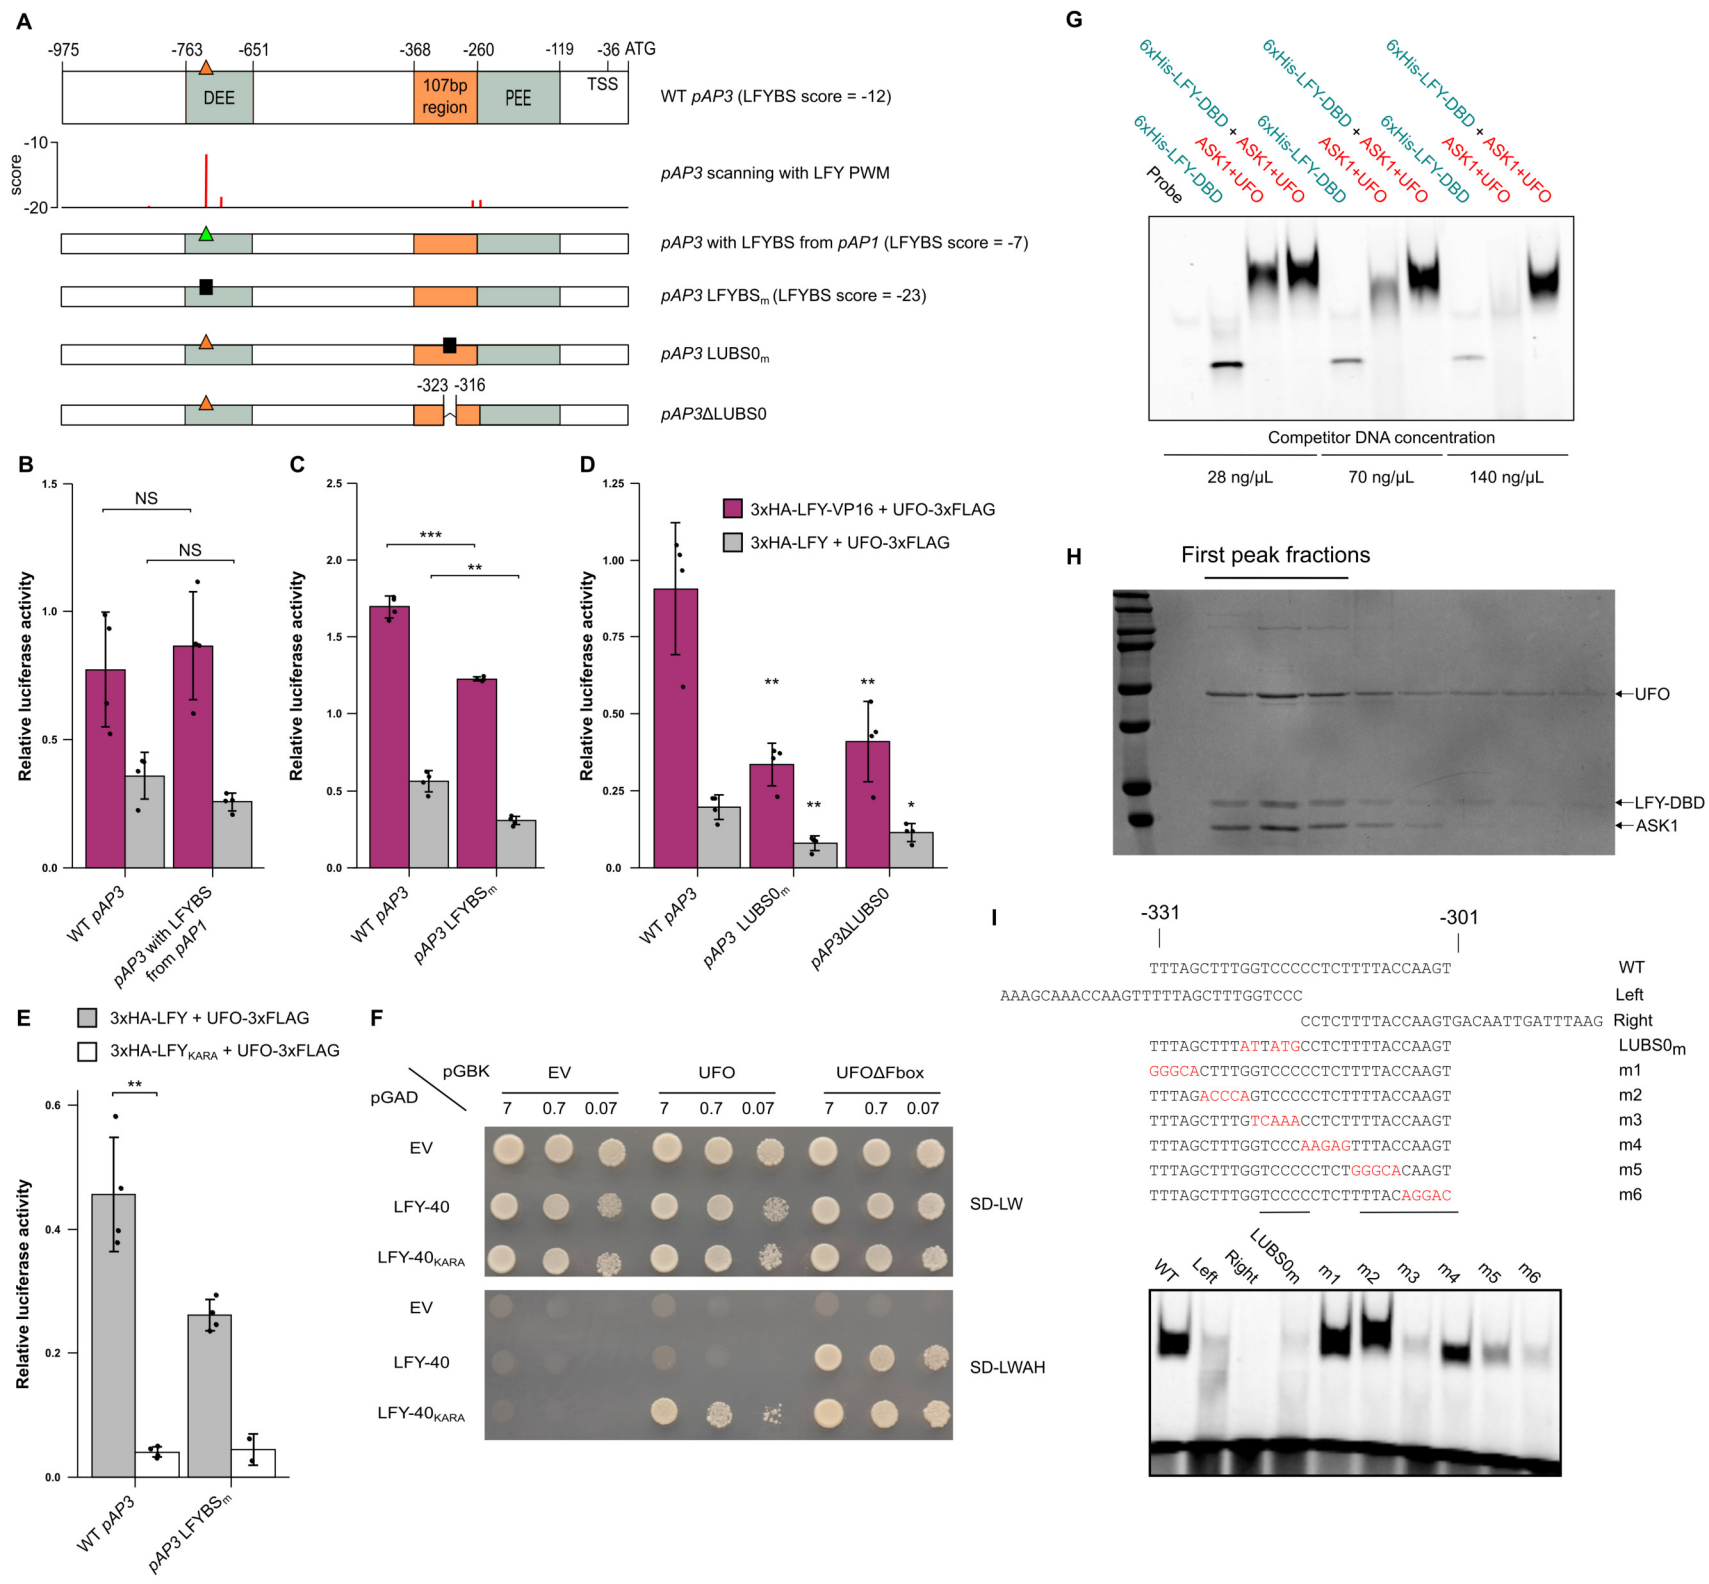 A
-975
-763
-651
-368
-260
-119
-36 ATG
DEE
107bp
region
PEE
TSS
WT pAP3 (LFYBS score = -12)
-10
score
-20
pAP3 scanning with LFY PWM
pAP3 with LFYBS from pAP1 (LFYBS score = -7)
pAP3 LFYBSm (LFYBS score = -23)
pAP3 LUBS0m
-323
-316
pAP3ΔLUBS0
B
Relative luciferase activity
1.5
1.0
0.5
0.0
NS
NS
WT pAP3
pAP3 with LFYBS
from pAP1
C
Relative luciferase activity
2.5
2.0
1.5
1.0
0.5
0.0
***
**
WT pAP3
pAP3 LFYBSm
D
Relative luciferase activity
1.25
1.00
0.75
0.50
0.25
0.0
3xHA-LFY-VP16 + UFO-3xFLAG
3xHA-LFY + UFO-3xFLAG
**
**
**
*
WT pAP3
pAP3 LUBS0m
pAP3ΔLUBS0
E
3xHA-LFY + UFO-3xFLAG
3xHA-LFYKARA + UFO-3xFLAG
Relative luciferase activity
0.6
0.4
0.2
0.0
**
WT pAP3
pAP3 LFYBSm
F
pGBK
pGAD
EV
UFO
UFOΔFbox
7 0.7 0.07 7 0.7 0.07 7 0.7 0.07
EV
LFY-40
LFY-40KARA
SD-LW
EV
LFY-40
LFY-40KARA
SD-LWAH
G
Probe
6xHis-LFY-DBD
ASK1+UFO
6xHis-LFY-DBD + ASK1+UFO
6xHis-LFY-DBD
ASK1+UFO
6xHis-LFY-DBD + ASK1+UFO
6xHis-LFY-DBD
ASK1+UFO
6xHis-LFY-DBD + ASK1+UFO
Competitor DNA concentration
28 ng/µL
70 ng/µL
140 ng/µL
H
First peak fractions
UFO
LFY-DBD
ASK1
I
-331
-301
TTTAGCTTTGGTCCCCCTCTTTTACCAAGT WT
AAAGCAAACCAAGTTTTTAGCTTTGGTCCC Left
CCTCTTTTACCAAGTGACAATTGATTTAAG Right
TTTAGCTTTATTATGCCTCTTTTACCAAGT LUBS0m
GGGCACTTTGGTCCCCCTCTTTTACCAAGT m1
TTTAGACCCAGTCCCCCTCTTTTACCAAGT m2
TTTAGCTTTGTCAAACCTCTTTTACCAAGT m3
TTTAGCTTTGGTCCCAAGAGTTTACCAAGT m4
TTTAGCTTTGGTCCCCCTCTGGGCACAAGT m5
TTTAGCTTTGGTCCCCCTCTTTTACAGGAC m6
WT
Left
Right
LUBS0m
m1
m2
m3
m4
m5
m6